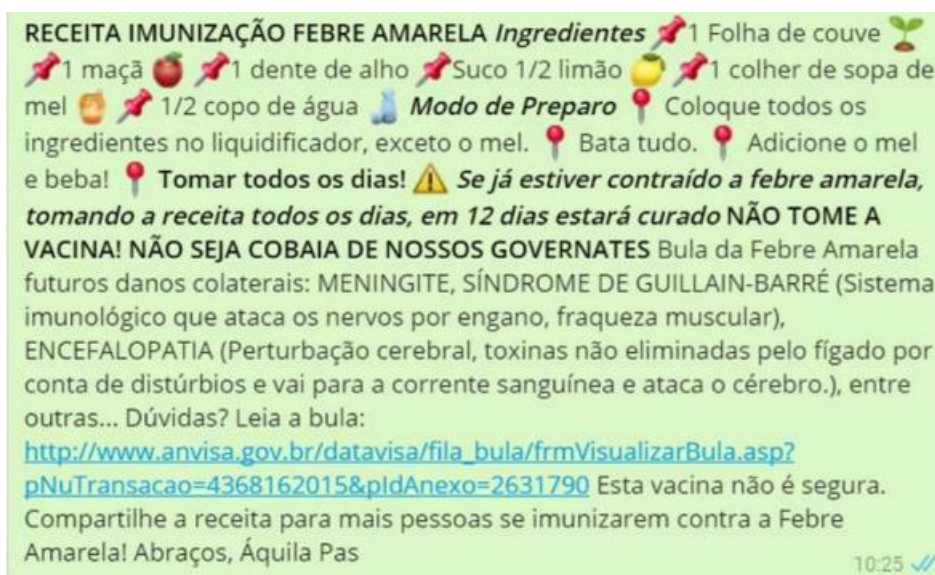 RECEITA IMUNIZAÇÃO FEBRE AMARELA Ingredientes 📌1 Folha de couve 🌱
📌1 maçã 🍎 📌1 dente de alho 📌Suco 1/2 limão 🍋 📌1 colher de sopa de
mel 🍯 📌 1/2 copo de água 🍶 Modo de Preparo 📍 Coloque todos os
ingredientes no liquidificador, exceto o mel. 📍 Bata tudo. 📍 Adicione o mel
e beba! 📍 Tomar todos os dias! ⚠️ Se já estiver contraído a febre amarela,
tomando a receita todos os dias, em 12 dias estará curado NÃO TOME A
VACINA! NÃO SEJA COBAIA DE NOSSOS GOVERNATES Bula da Febre Amarela
futuros danos colaterais: MENINGITE, SÍNDROME DE GUILLAIN-BARRÉ (Sistema
imunológico que ataca os nervos por engano, fraqueza muscular),
ENCEFALOPATIA (Perturbação cerebral, toxinas não eliminadas pelo fígado por
conta de distúrbios e vai para a corrente sanguínea e ataca o cérebro.), entre
outras... Dúvidas? Leia a bula:
http://www.anvisa.gov.br/datavisa/fila_bula/frmVisualizarBula.asp?
pNuTransacao=4368162015&pIdAnexo=2631790 Esta vacina não é segura.
Compartilhe a receita para mais pessoas se imunizarem contra a Febre
Amarela! Abraços, Áquila Pas
10:25